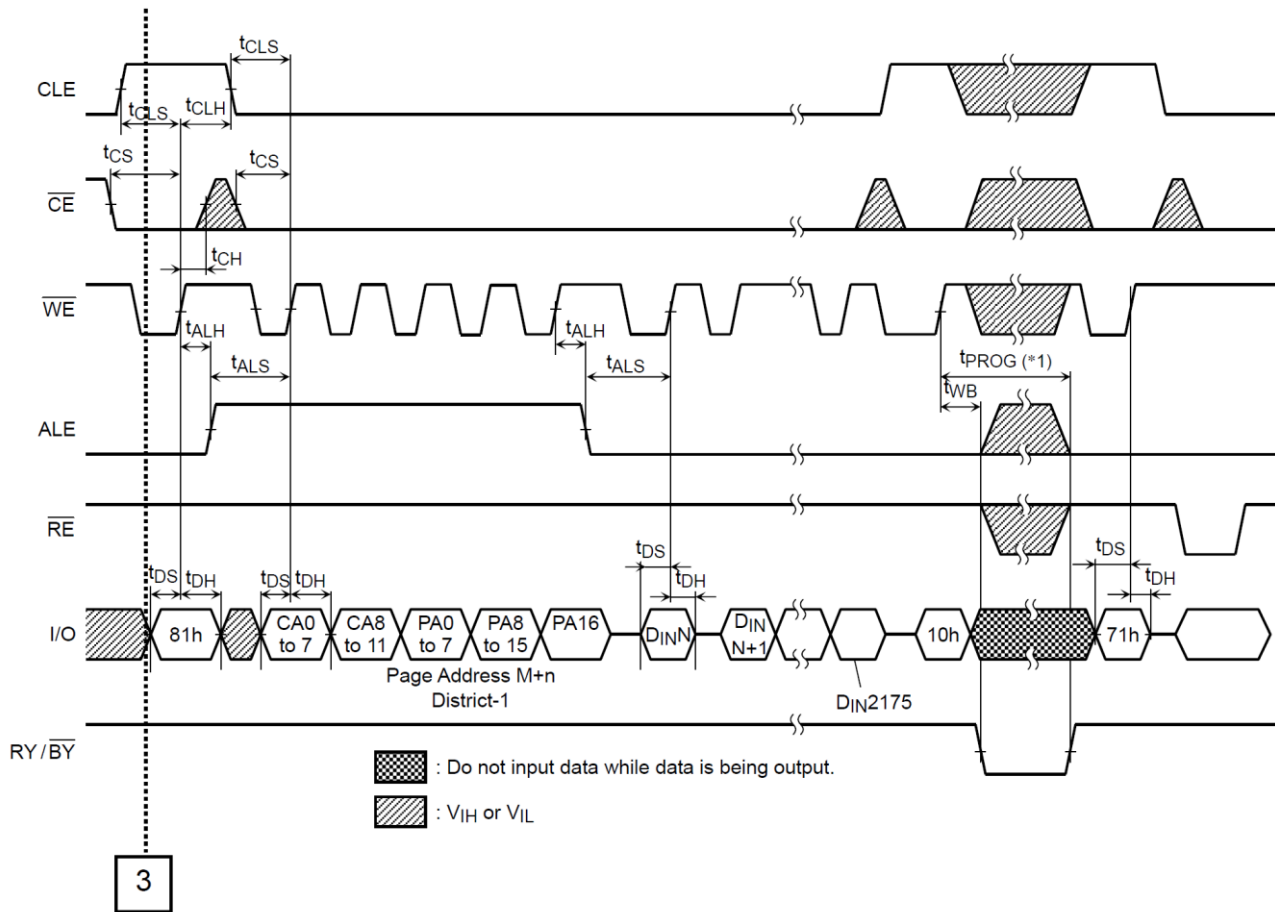 tCLS
CLE
tCLS tCLH
tCS tCS
CE
tCH
WE
tALH tALH
tALS tALS
tPROG (*1)
tWB
ALE
RE
tDS tDH tDS tDH tDS tDH tDS tDH
I/O 81h CA0 to 7 CA8 to 11 PA0 to 7 PA8 to 15 PA16 DINN DIN N+1 10h 71h
Page Address M+n
District-1
DIN2175
RY/BY
: Do not input data while data is being output.
: VIH or VIL
3